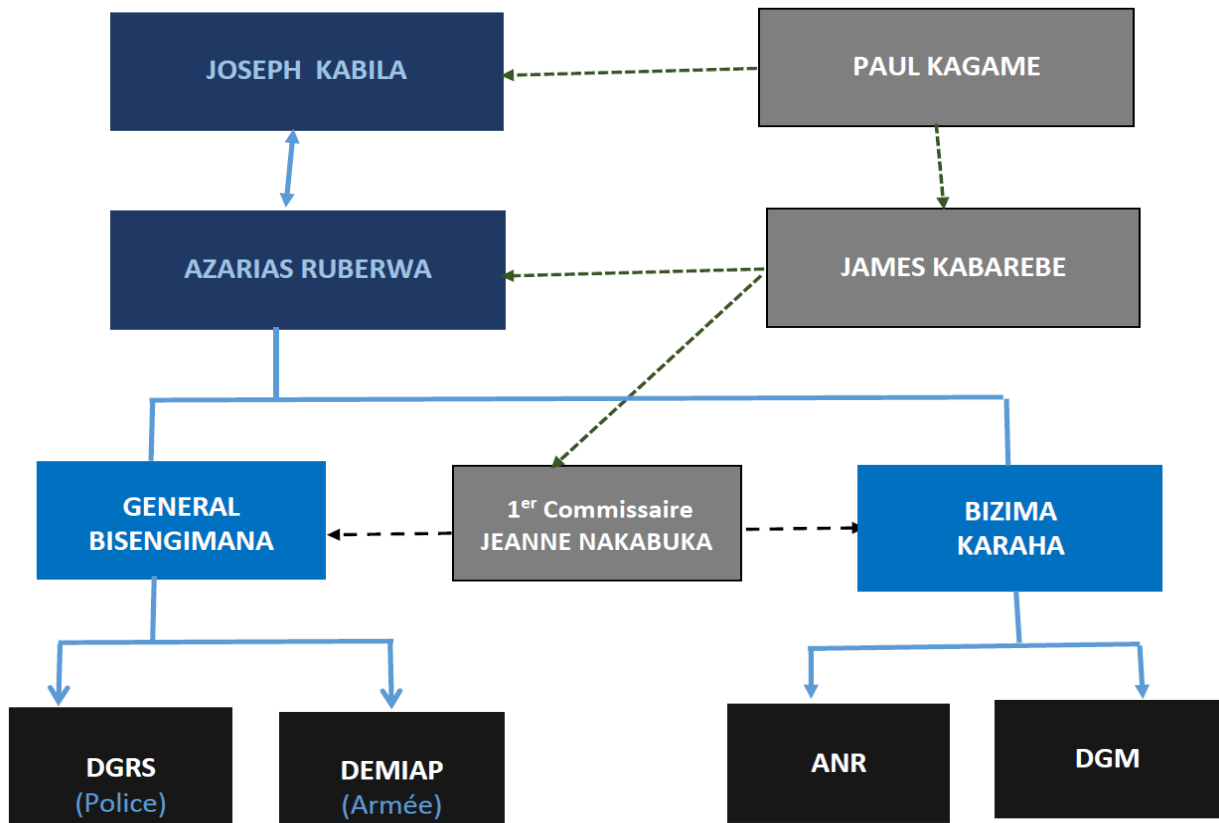 JOSEPH KABILA
PAUL KAGAME
AZARIAS RUBERWA
JAMES KABAREBE
GENERAL
BISENGIMANA
1er Commissaire
JEANNE NAKABUKA
BIZIMA
KARAHA
DGRS
(Police)
DEMIAP
(Armée)
ANR
DGM